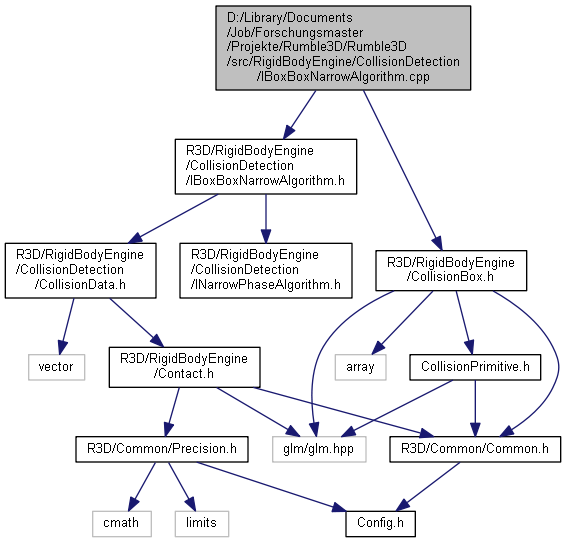 D:/Library/Documents
/Job/Forschungsmaster
/Projekte/Rumble3D/Rumble3D
/src/RigidBodyEngine/CollisionDetection
/IBoxBoxNarrowAlgorithm.cpp
R3D/RigidBodyEngine
/CollisionDetection
/IBoxBoxNarrowAlgorithm.h
R3D/RigidBodyEngine
/CollisionDetection
/CollisionData.h
R3D/RigidBodyEngine
/CollisionDetection
/INarrowPhaseAlgorithm.h
R3D/RigidBodyEngine
/CollisionBox.h
vector
R3D/RigidBodyEngine
/Contact.h
array
CollisionPrimitive.h
R3D/Common/Precision.h
glm/glm.hpp
R3D/Common/Common.h
cmath
limits
Config.h